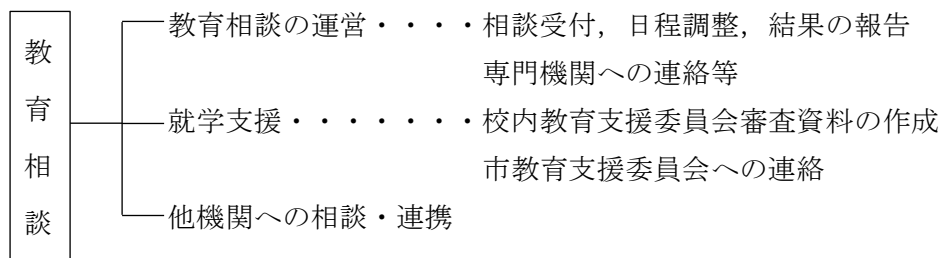 教育相談
教育相談の運営・・・・相談受付，日程調整，結果の報告
専門機関への連絡等
就学支援・・・・・・・校内教育支援委員会審査資料の作成
市教育支援委員会への連絡
他機関への相談・連携